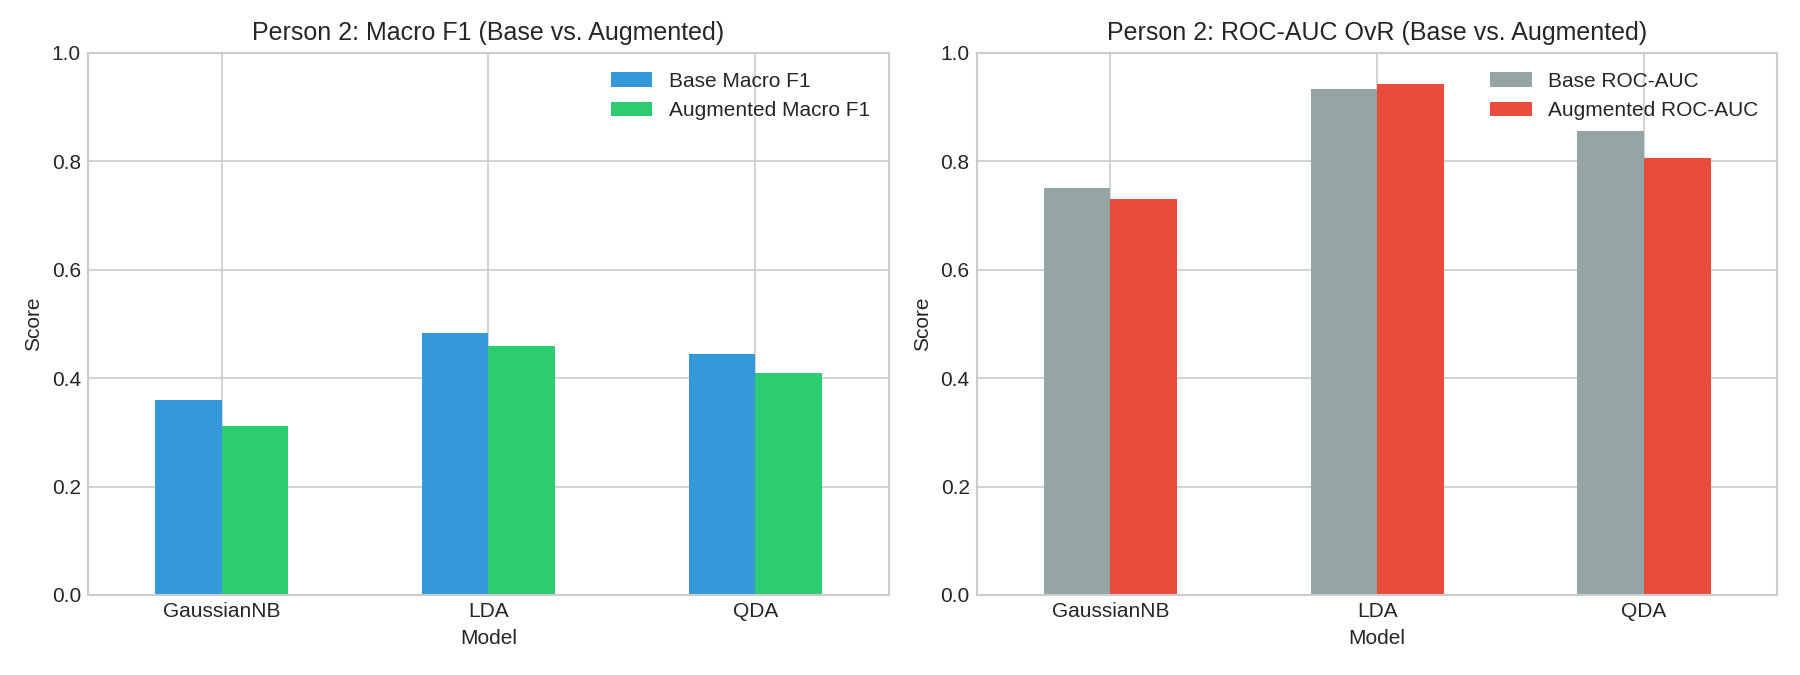 Person 2: Macro F1 (Base vs. Augmented)
Base Macro F1
Augmented Macro F1
Score
1.0
0.8
0.6
0.4
0.2
0.0
GaussianNB
LDA
QDA
Model
Person 2: ROC-AUC OvR (Base vs. Augmented)
Base ROC-AUC
Augmented ROC-AUC
Score
1.0
0.8
0.6
0.4
0.2
0.0
GaussianNB
LDA
QDA
Model